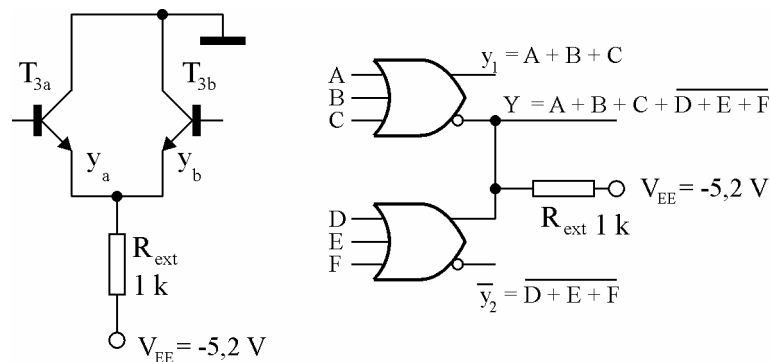 T3a
T3b
ya
yb
Rext
1 k
VEE = -5,2 V
A
B
C
y1 = A + B + C
Y = A + B + C + D + E + F
VEE = -5,2 V
Rext 1 k
D
E
F
y2 = D + E + F